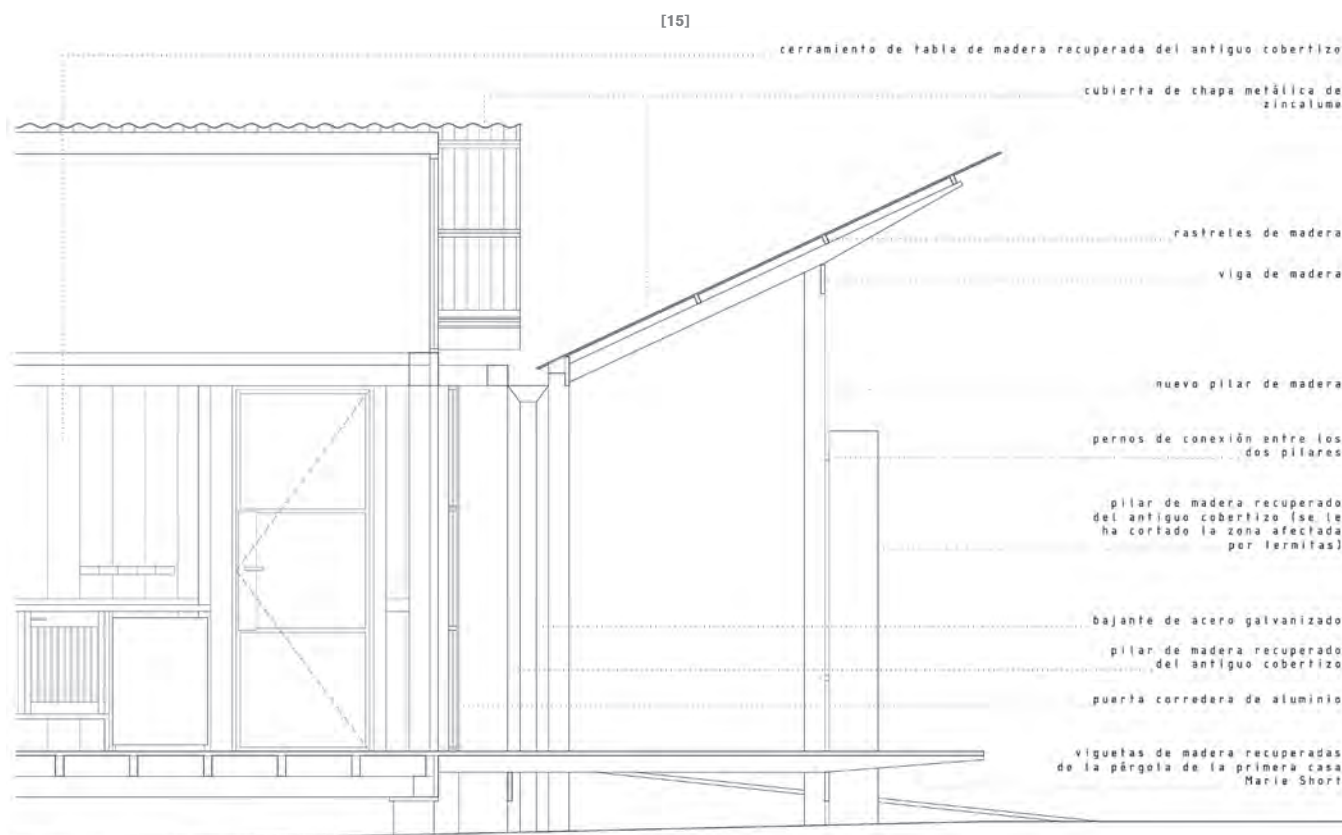 [15]
cerramiento de tabla de madera recuperada del antiguo cobertizo
cubierta de chapa metálica de
zincalume
rastreles de madera
viga de madera
nuevo pilar de madera
pernos de conexión entre los
dos pilares
pilar de madera recuperado
del antiguo cobertizo (se le
ha cortado la zona afectada
por termitas)
bajante de acero galvanizado
pilar de madera recuperado
del antiguo cobertizo
puerta corredera de aluminio
viguetas de madera recuperadas
de la pérgola de la primera casa
Marie Short